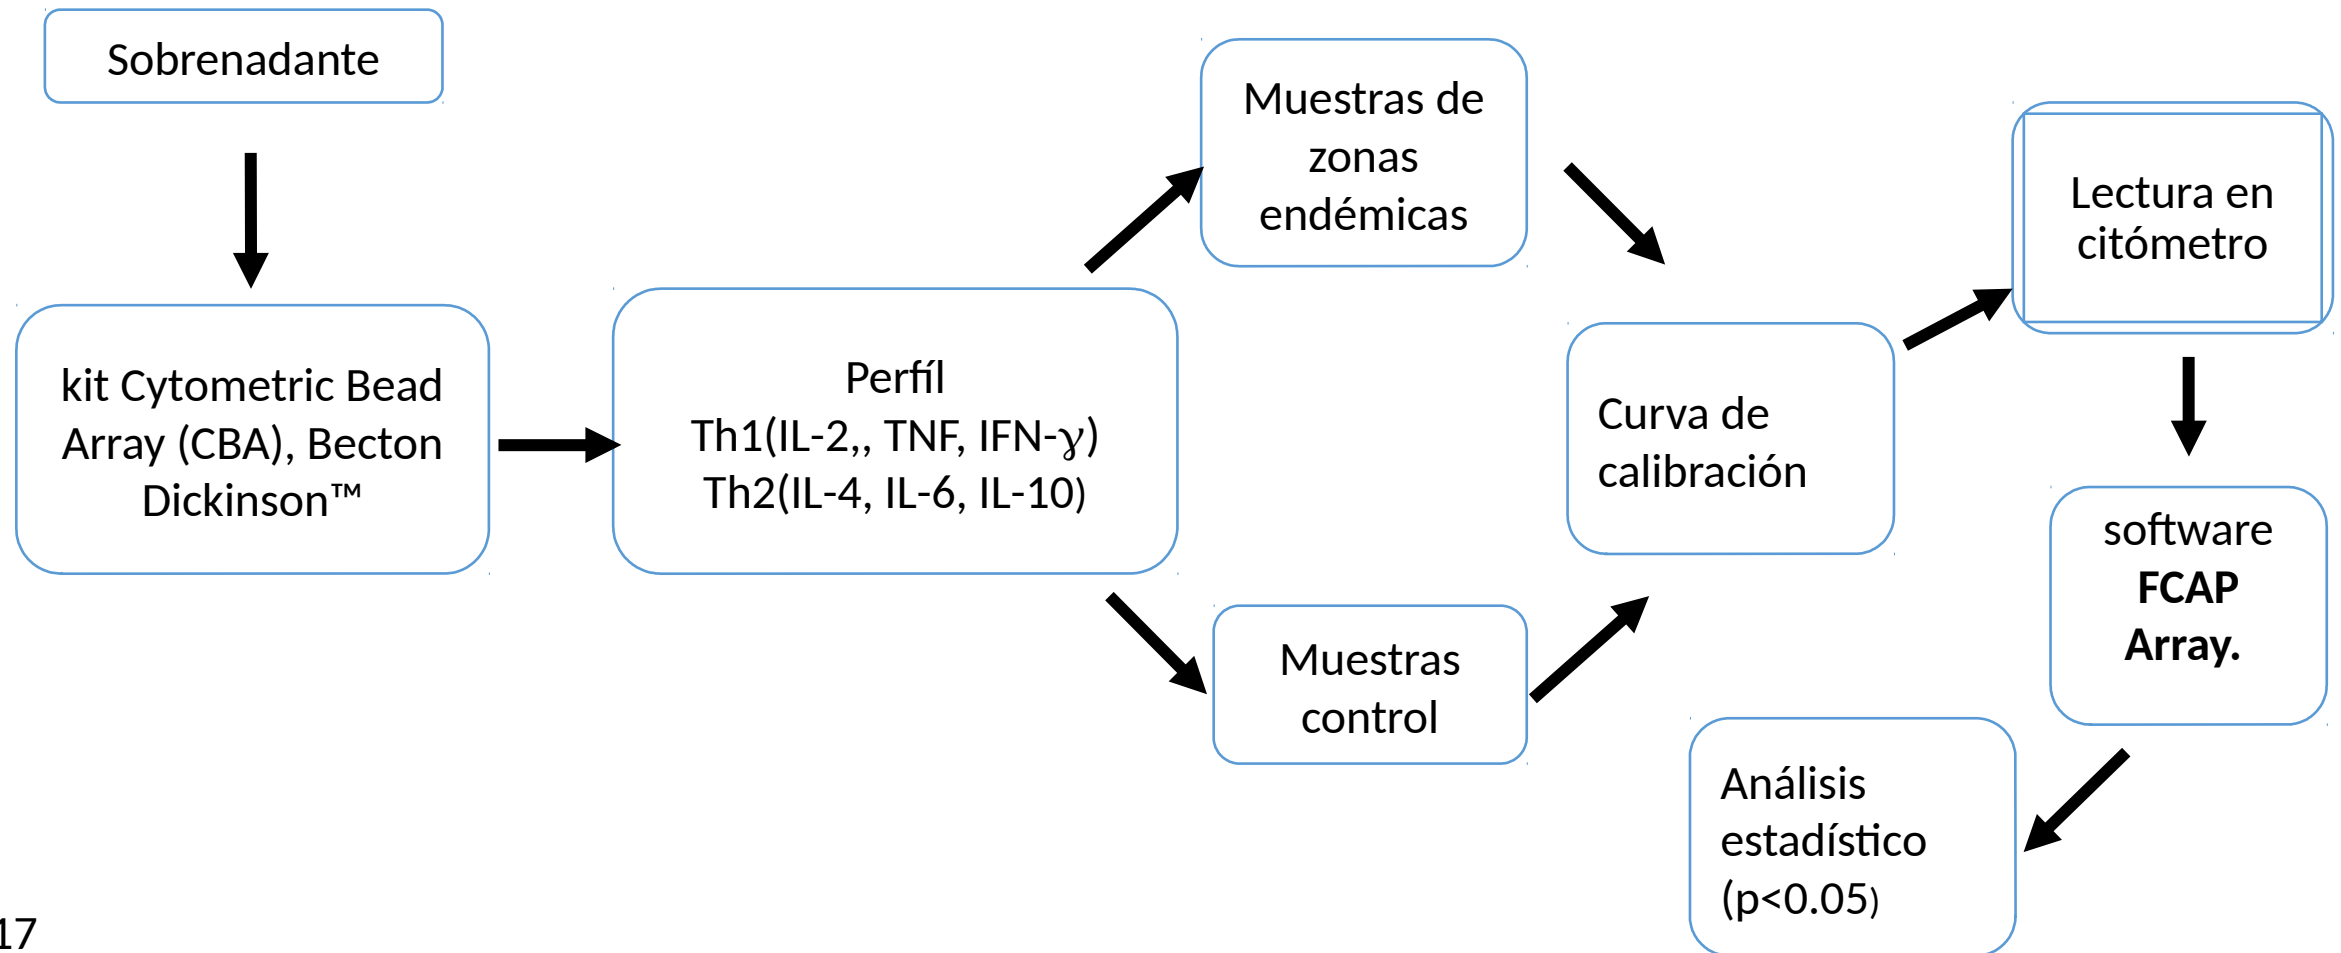 Sobrenadante
kit Cytometric Bead
Array (CBA), Becton
Dickinson™
Perfíl
Th1(IL-2,, TNF, IFN-γ)
Th2(IL-4, IL-6, IL-10)
Muestras de
zonas
endémicas
Muestras
control
Curva de
calibración
Lectura en
citómetro
software
FCAP
Array.
Análisis
estadístico
(p<0.05)
17